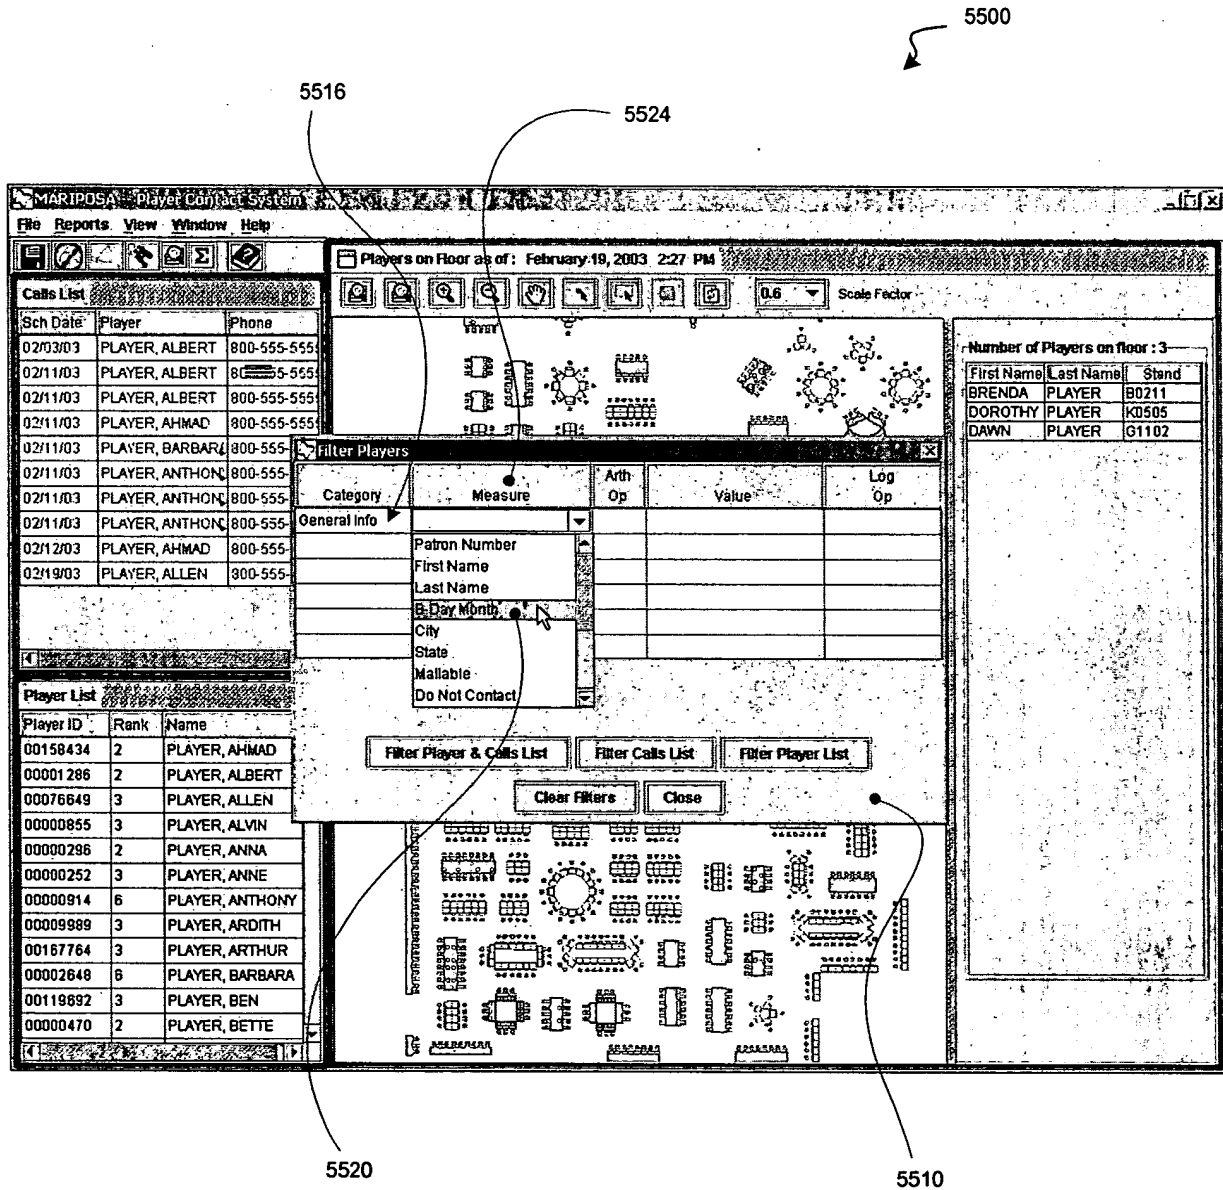 5500
5516
5524
MARIPOSA - Player Contact System
File Reports View Window Help
Players on Floor as of : February 19, 2003 2:27 PM
0.6 Scale Factor
Calls List
Sch Date Player Phone
02/03/03 PLAYER, ALBERT 800-555-555
02/11/03 PLAYER, ALBERT 5-555
02/11/03 PLAYER, ALBERT 800-555-555
02/11/03 PLAYER, AHMAD 800-555-555
02/11/03 PLAYER, BARBAR 800-555-
02/11/03 PLAYER, ANTHON 800-555-
02/11/03 PLAYER, ANTHON 800-555-
02/11/03 PLAYER, ANTHON 800-555-
02/12/03 PLAYER, AHMAD 800-555-
02/19/03 PLAYER, ALLEN 800-555-
Number of Players on floor : 3
First Name Last Name Stand
BRENDA PLAYER B0211
DOROTHY PLAYER K0505
DAWN PLAYER G1102
Filter Players
Category Measure Arth Op Value Log Op
General Info
Patron Number
First Name
Last Name
B-Day Month
City
State
Mailable
Do Not Contact
Filter Player & Calls List Filter Calls List Filter Player List
Clear Filters Close
Player List
Player ID Rank Name
00158434 2 PLAYER, AHMAD
00001286 2 PLAYER, ALBERT
00076649 3 PLAYER, ALLEN
00000855 3 PLAYER, ALVIN
00000296 2 PLAYER, ANNA
00000252 3 PLAYER, ANNE
00000914 6 PLAYER, ANTHONY
00009989 3 PLAYER, ARDITH
00167764 3 PLAYER, ARTHUR
00002648 6 PLAYER, BARBARA
00119692 3 PLAYER, BEN
00000470 2 PLAYER, BETTE
5520
5510